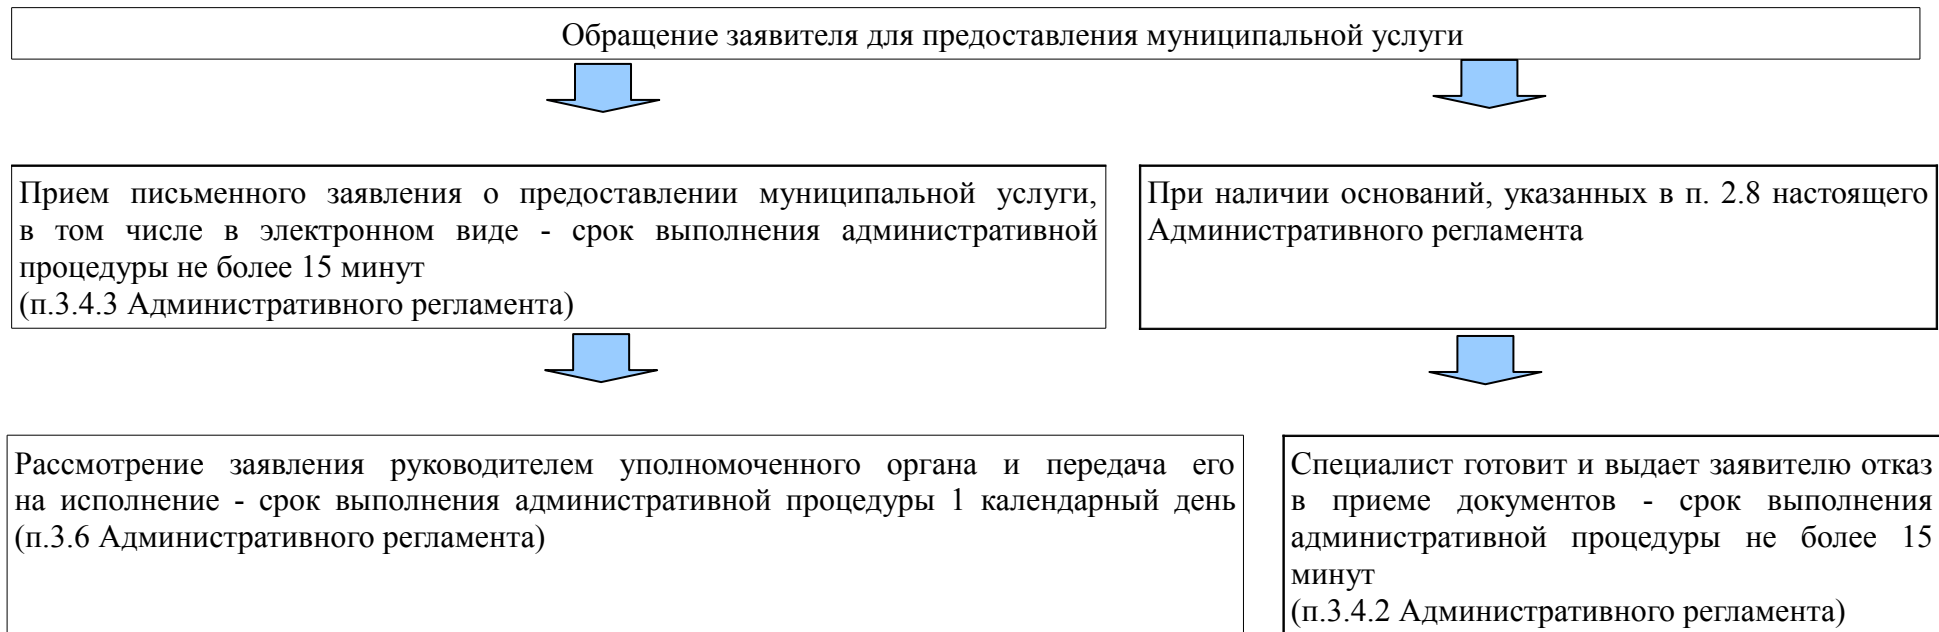 Обращение заявителя для предоставления муниципальной услуги
Прием письменного заявления о предоставлении муниципальной услуги,
в том числе в электронном виде - срок выполнения административной
процедуры не более 15 минут
(п.3.4.3 Административного регламента)
При наличии оснований, указанных в п. 2.8 настоящего
Административного регламента
Рассмотрение заявления руководителем уполномоченного органа и передача его
на исполнение - срок выполнения административной процедуры 1 календарный день
(п.3.6 Административного регламента)
Специалист готовит и выдает заявителю отказ
в приеме документов - срок выполнения
административной процедуры не более 15
минут
(п.3.4.2 Административного регламента)